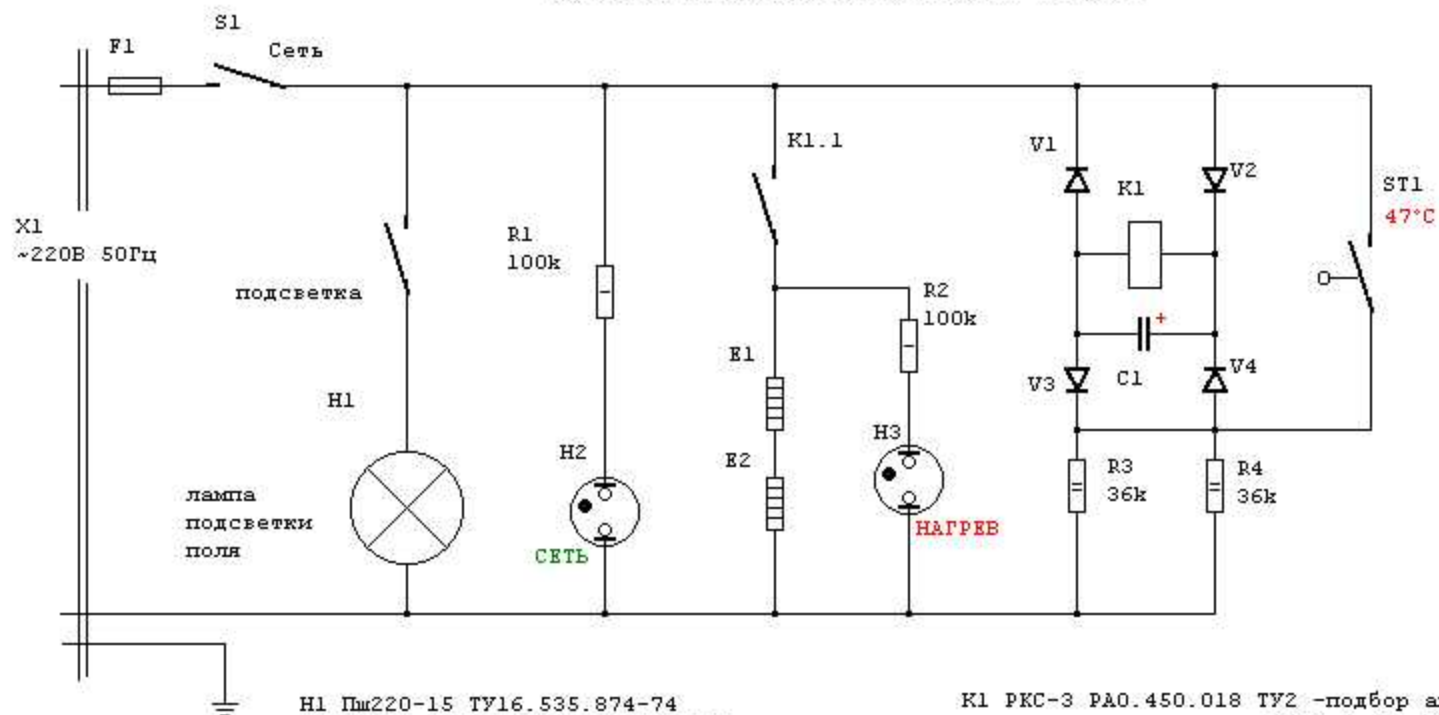 S1
F1
Сеть
K1.1
V1
V2
K1
ST1
47°C
X1
~220В 50Гц
R1
100k
подсветка
R2
100k
E1
+
V3
C1
V4
H1
H2
E2
H3
R3
36k
R4
36k
лампа
подсветки
поля
СЕТЬ
НАГРЕВ
H1 Пш220-15 ТУ16.535.874-74
K1 РКС-3 РА0.450.018 ТУ2 -подбор